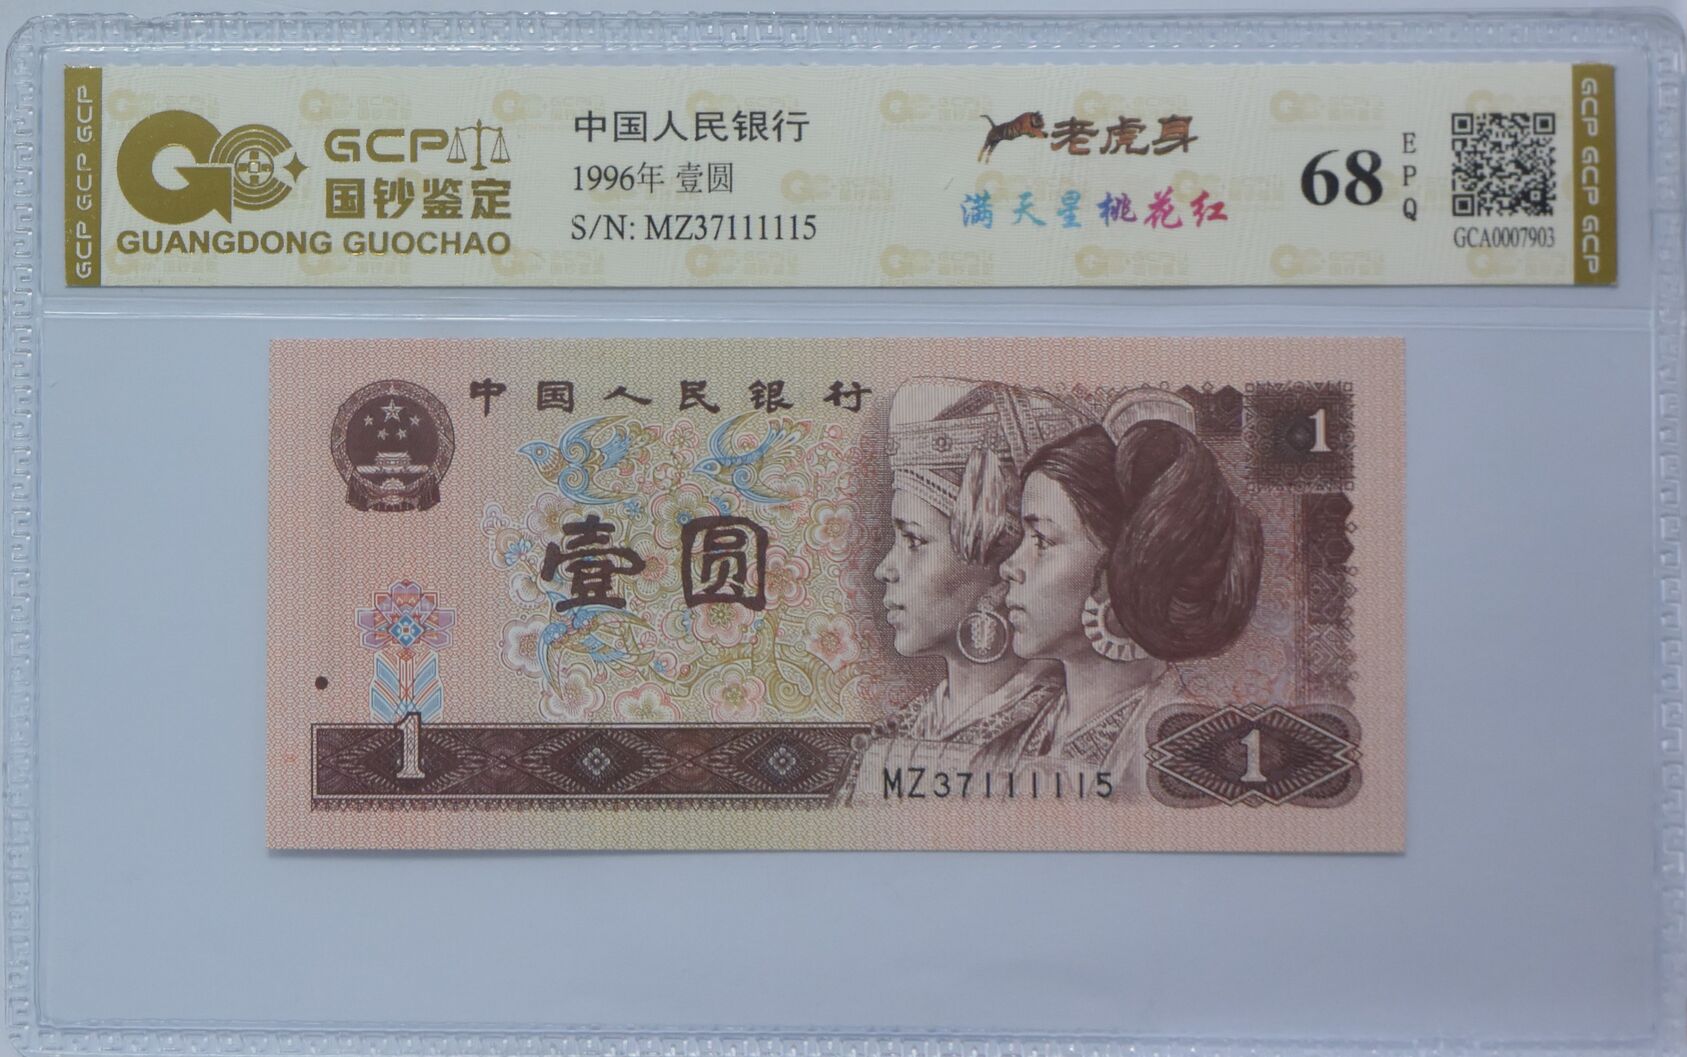 GCP GCP GCP
GCP
国钞鉴定
GUANGDONG GUOCHAO
中国人民银行
1996年 壹圆
S/N: MZ37111115
老虎身
满天星桃花红
68
EPQ
GCA0007903
GCP GCP GCP
中国人民银行
1
壹圆
1
1
MZ37111115